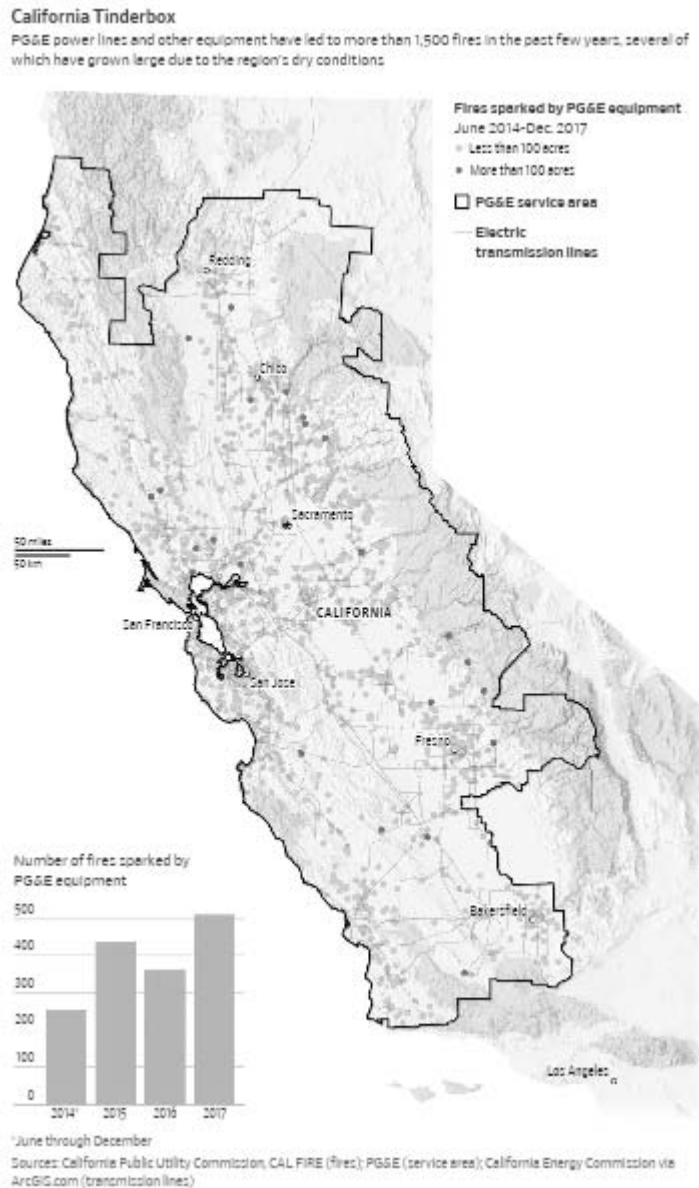 California Tinderbox
PG&E power lines and other equipment have led to more than 1,500 fires in the past few years, several of
which have grown large due to the region's dry conditions
Fires sparked by PG&E equipment
June 2014-Dec. 2017
Less than 100 acres
More than 100 acres
PG&E service area
Electric
transmission lines
Redding
Chico
Sacramento
50 miles
50 km
CALIFORNIA
San Francisco
San Jose
Fresno
Bakersfield
Los Angeles
Number of fires sparked by
PG&E equipment
500
400
300
200
100
0
2014*
2015
2016
2017
*June through December
Sources: California Public Utility Commission, CAL FIRE (fires); PG&E (service area); California Energy Commission via
ArcGIS.com (transmission lines)